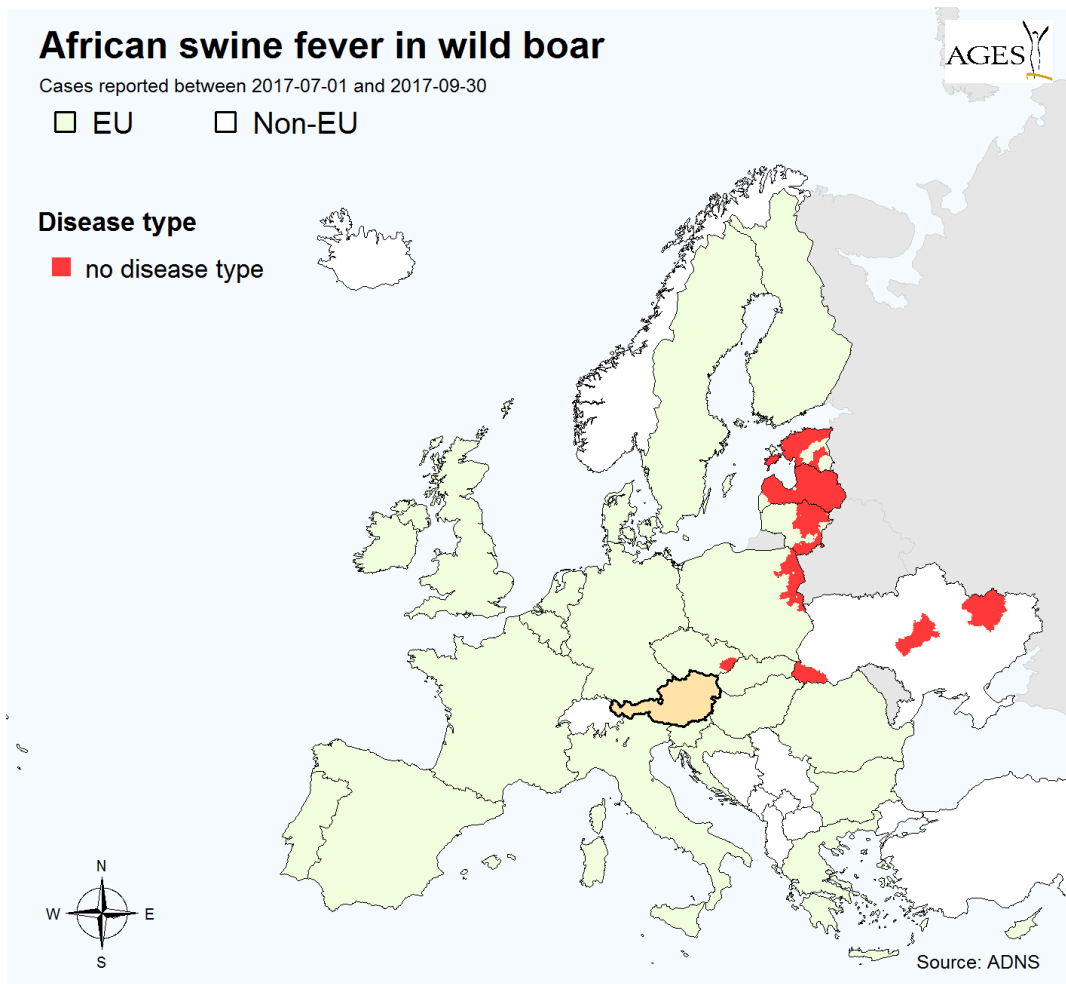 African swine fever in wild boar
Cases reported between 2017-07-01 and 2017-09-30
EU
Non-EU
AGES
Disease type
no disease type
N
W
E
S
Source: ADNS